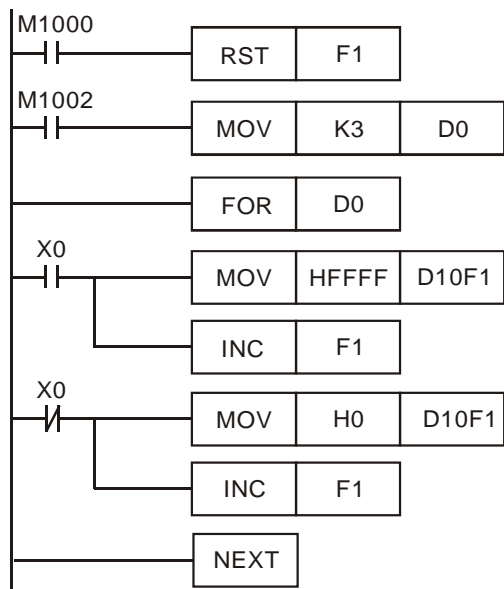 M1000
RST F1
M1002
MOV K3 D0
FOR D0
X0
MOV HFFFF D10F1
INC F1
X0
MOV H0 D10F1
INC F1
NEXT